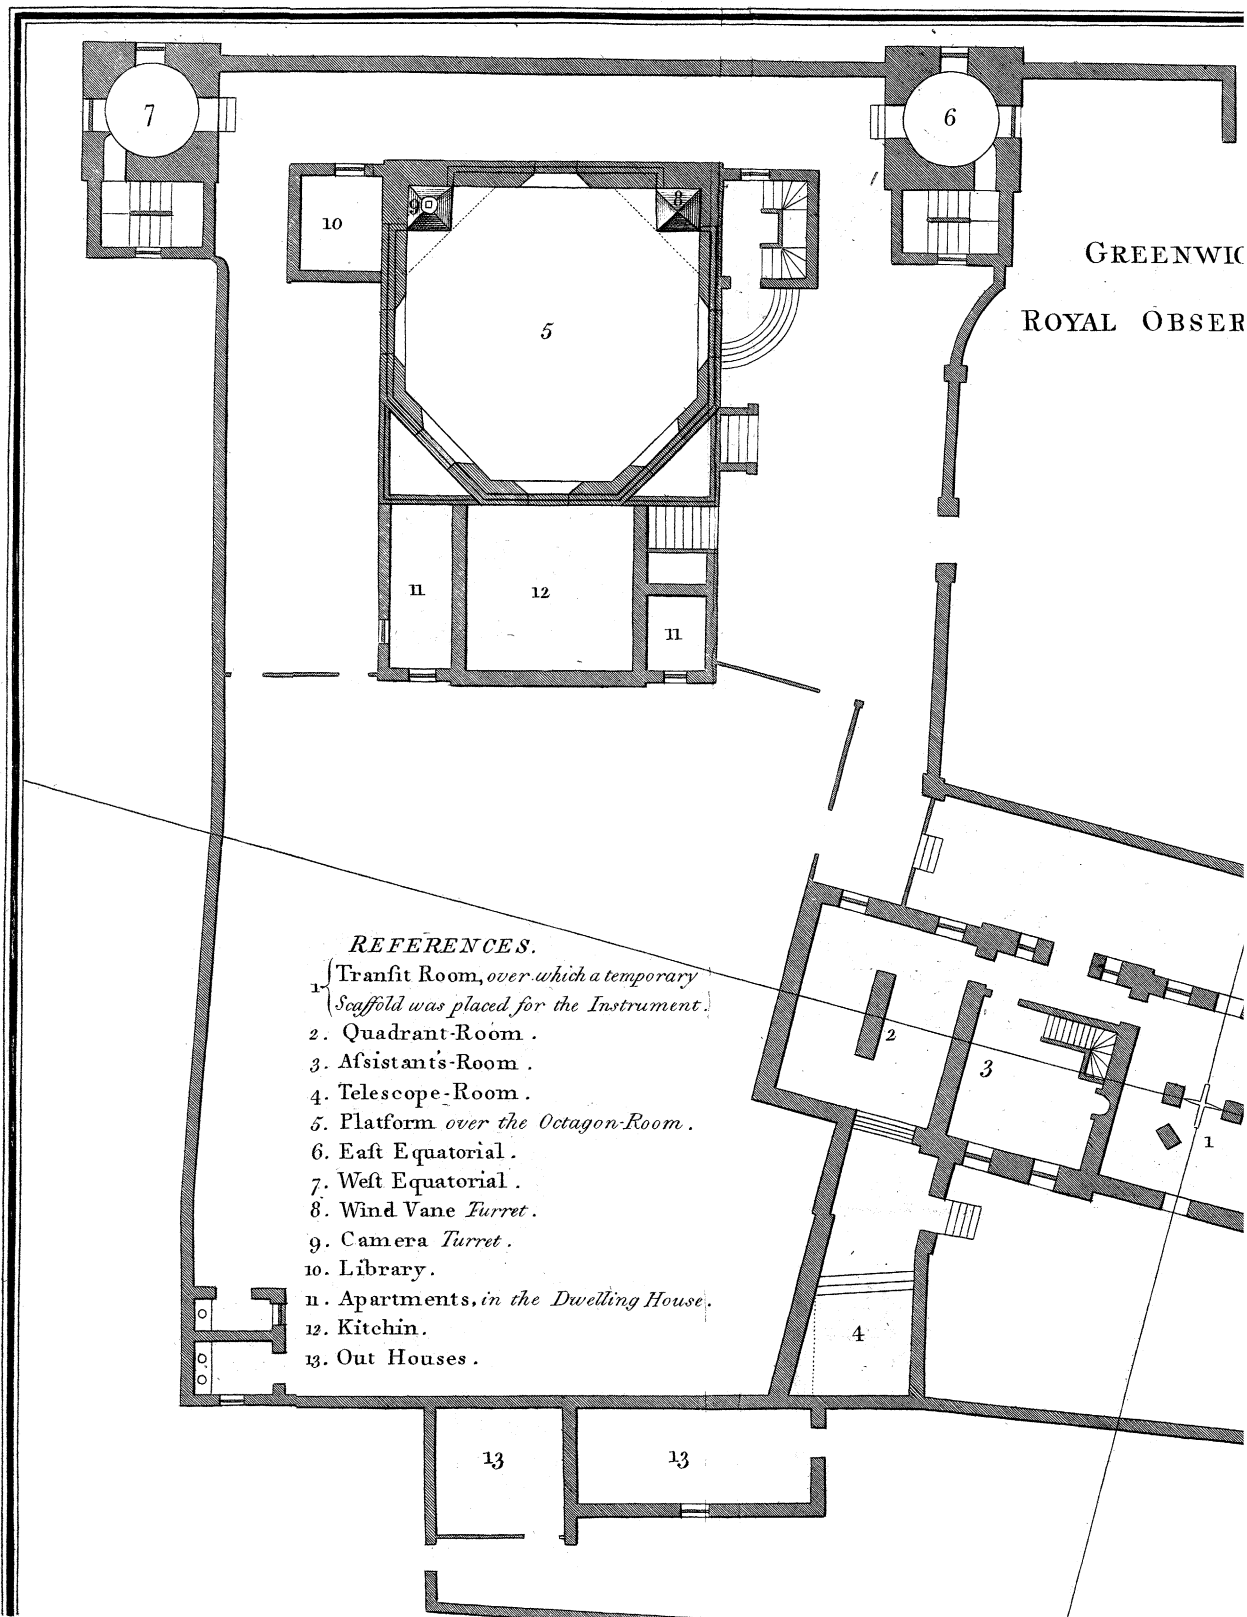 7
6
10
9
8
5
GREENWIC
ROYAL OBSER
11
12
11
2
3
1
4
13
13
REFERENCES.
1 { Tranſit Room, over which a temporary
Scaffold was placed for the Instrument.
2. Quadrant-Room.
3. Aſsistant's-Room.
4. Telescope-Room.
5. Platform over the Octagon-Room.
6. Eaſt Equatorial.
7. Weſt Equatorial.
8. Wind Vane Turret.
9. Camera Turret.
10. Library.
11. Apartments, in the Dwelling House.
12. Kitchin.
13. Out Houses.